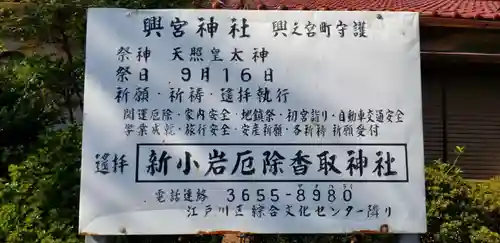 興宮神社 興之宮町守護
祭神 天照皇太神
祭日 9月16日
祈願・祈祷・遥拝執行
開運厄除・家内安全・地鎮祭・初宮詣り・自動車交通安全
学業成就・旅行安全・安産祈願・各祈祷 祈願受付
遥拝 新小岩厄除香取神社
電話連絡 3655-8980
江戸川区綜合文化センター隣り